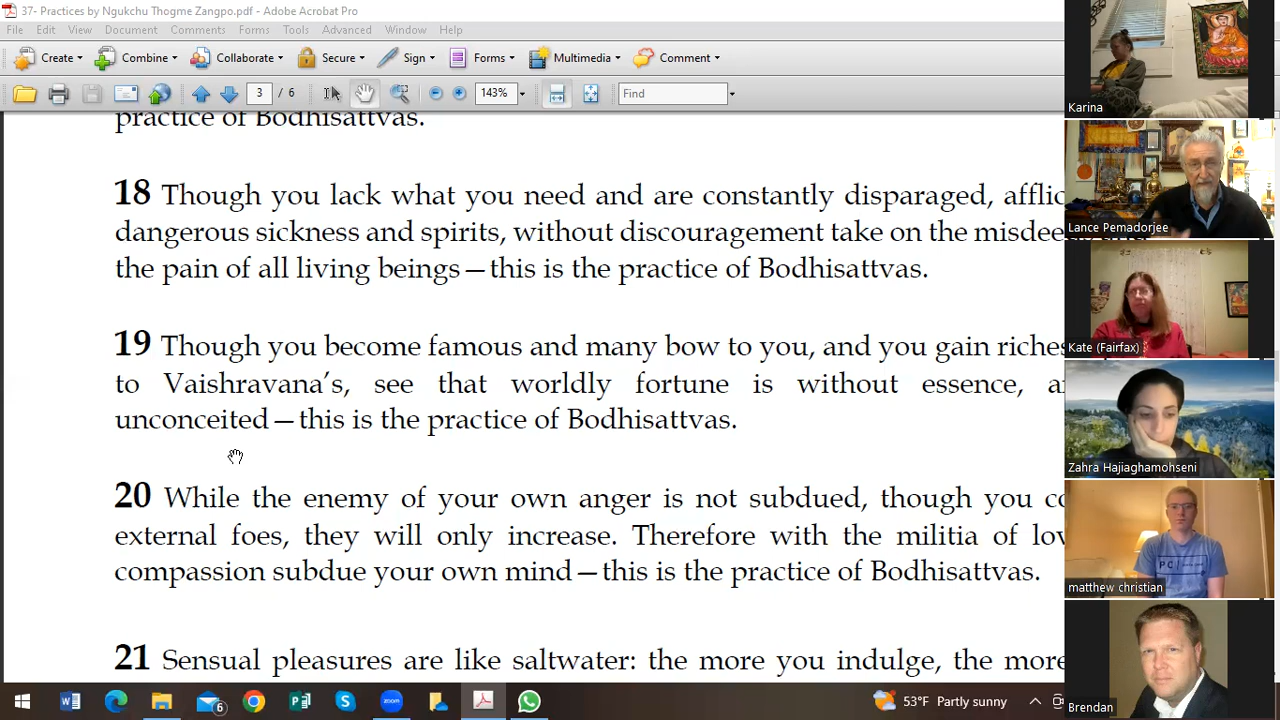 37- Practices by Ngukchu Thogme Zangpo.pdf - Adobe Acrobat Pro
File Edit View Document Comments Forms Tools Advanced Window Help
Create Combine Collaborate Secure Sign Forms Multimedia Comment
3 / 6 143% Find
practice of Bodhisattvas.
18 Though you lack what you need and are constantly disparaged,
dangerous sickness and spirits, without discouragement take on the
the pain of all living beings—this is the practice of Bodhisattvas.
19 Though you become famous and many bow to you, and you gain riches
to Vaishravana's, see that worldly fortune is without essence,
unconceited—this is the practice of Bodhisattvas.
20 While the enemy of your own anger is not subdued, though you
external foes, they will only increase. Therefore with the militia of
compassion subdue your own mind—this is the practice of Bodhisattvas.
21 Sensual pleasures are like saltwater: the more you indulge, the more
Karina
Lance Pemadorjee
Kate (Fairfax)
Zahra Hajiaghamohseni
PC
matthew christian
Brendan
6
zoom
53°F Partly sunny